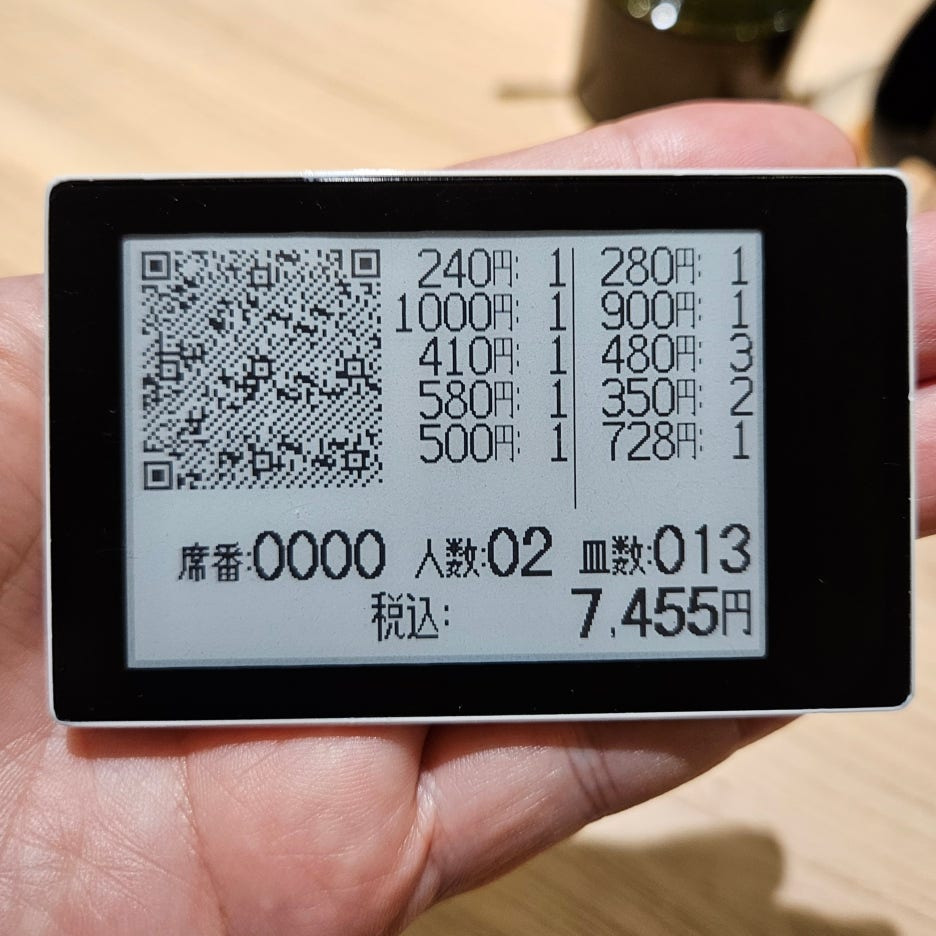 240円: 1 280円: 1
1000円: 1 900円: 1
410円: 1 480円: 3
580円: 1 350円: 2
500円: 1 728円: 1
席番:0000 人数:02 皿数:013
税込: 7,455円